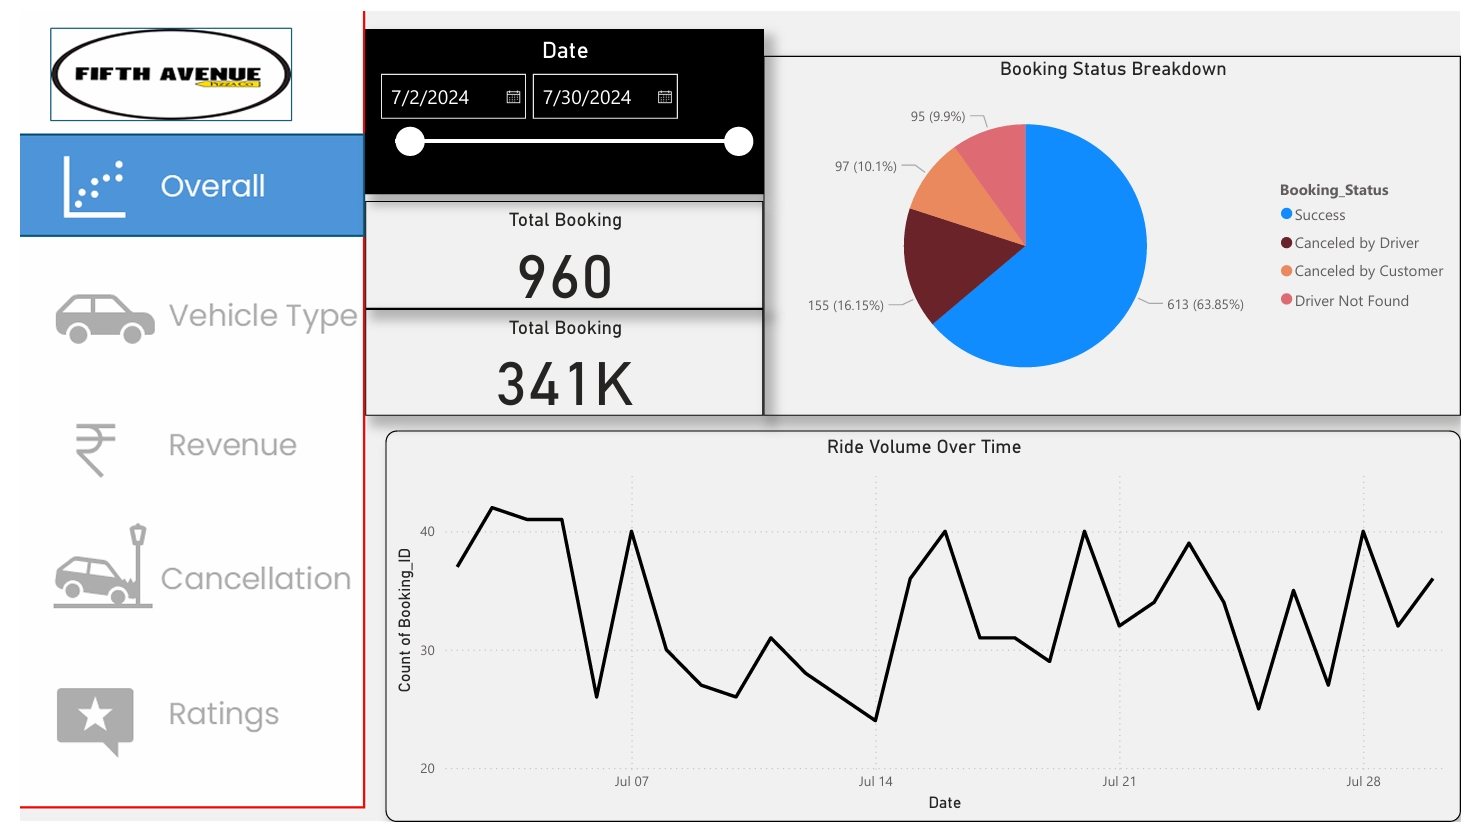 FIFTH AVENUE
PIZZA CO
Overall
Vehicle Type
Revenue
Cancellation
Ratings
Date
7/2/2024
7/30/2024
Total Booking
960
Total Booking
341K
Booking Status Breakdown
95 (9.9%)
97 (10.1%)
155 (16.15%)
613 (63.85%)
Booking_Status
Success
Canceled by Driver
Canceled by Customer
Driver Not Found
Ride Volume Over Time
Count of Booking_ID
40
30
20
Jul 07
Jul 14
Jul 21
Jul 28
Date